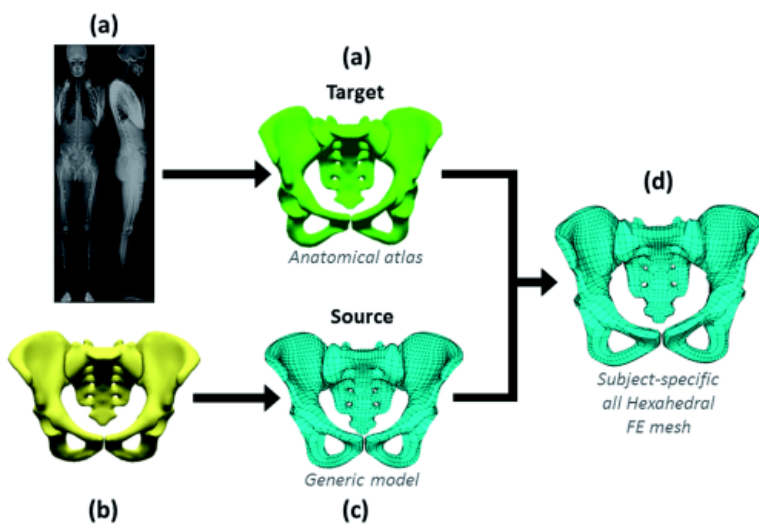 (a)
(a)
Target
Anatomical atlas
(d)
Source
Subject-specific
all Hexahedral
FE mesh
Generic model
(b)
(c)